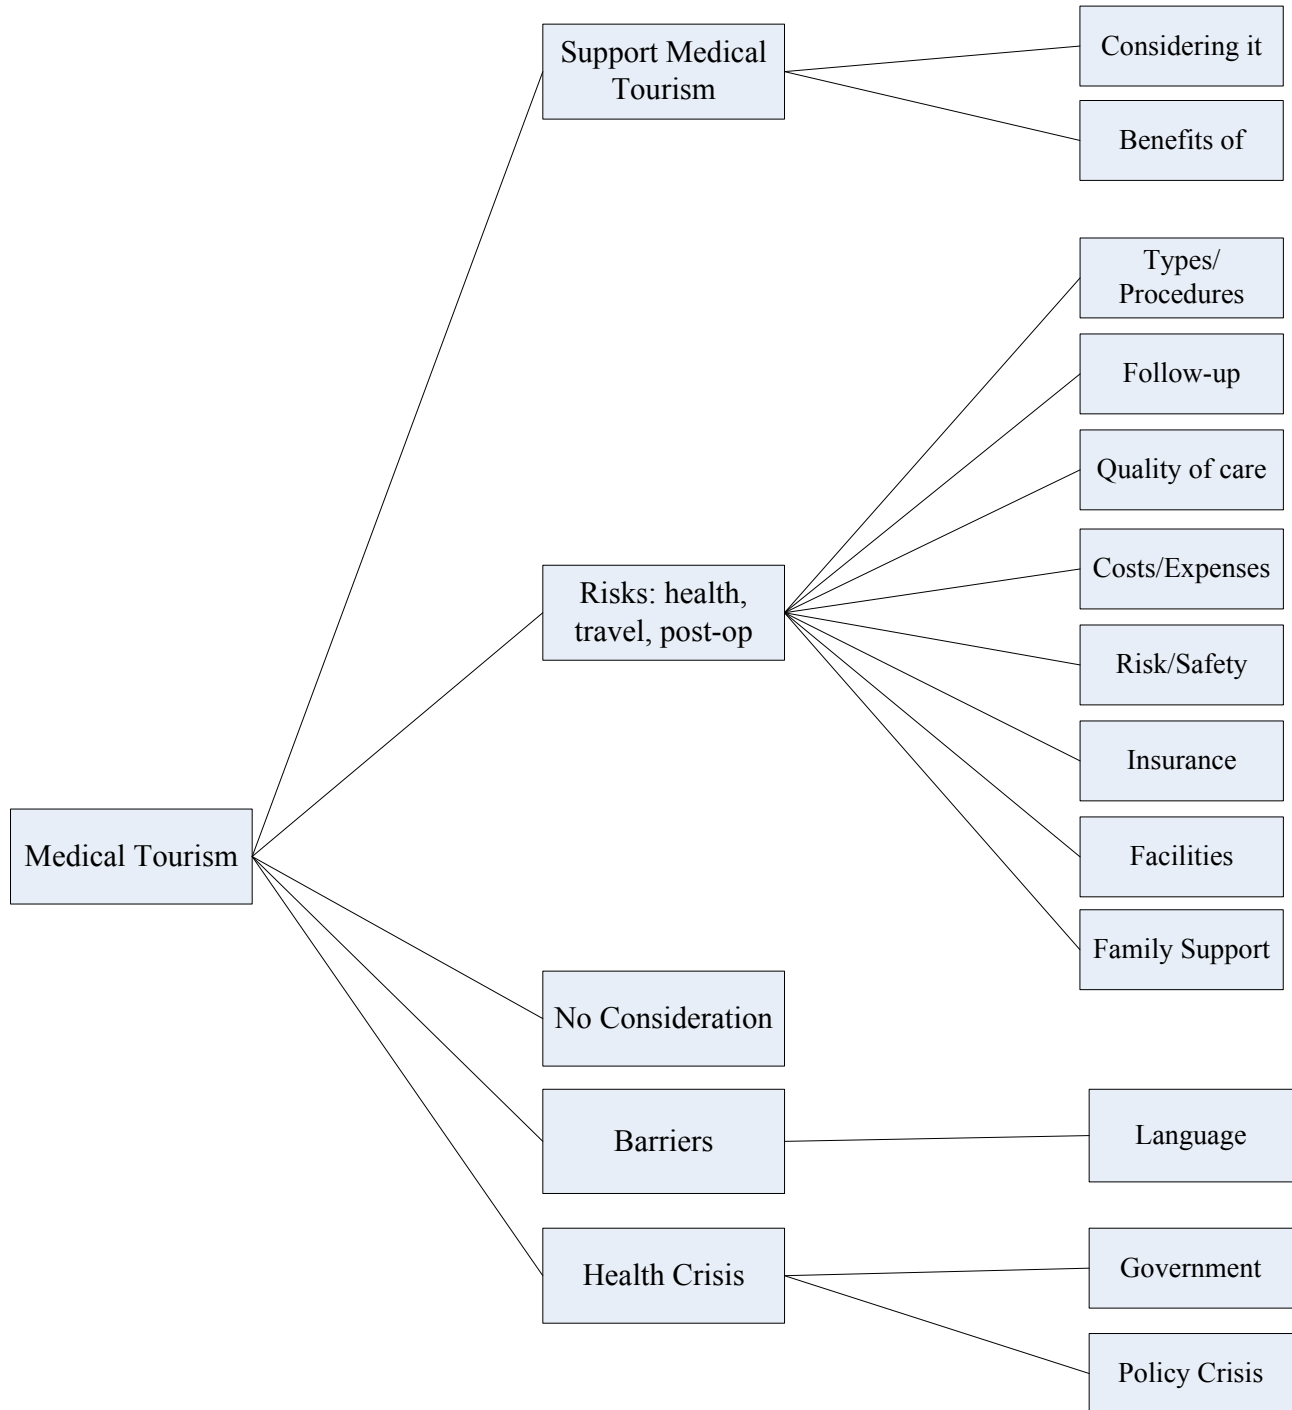 Support Medical
Tourism
Considering it
Benefits of
Types/
Procedures
Follow-up
Quality of care
Costs/Expenses
Risks: health,
travel, post-op
Risk/Safety
Insurance
Facilities
Family Support
Medical Tourism
No Consideration
Barriers
Language
Health Crisis
Government
Policy Crisis